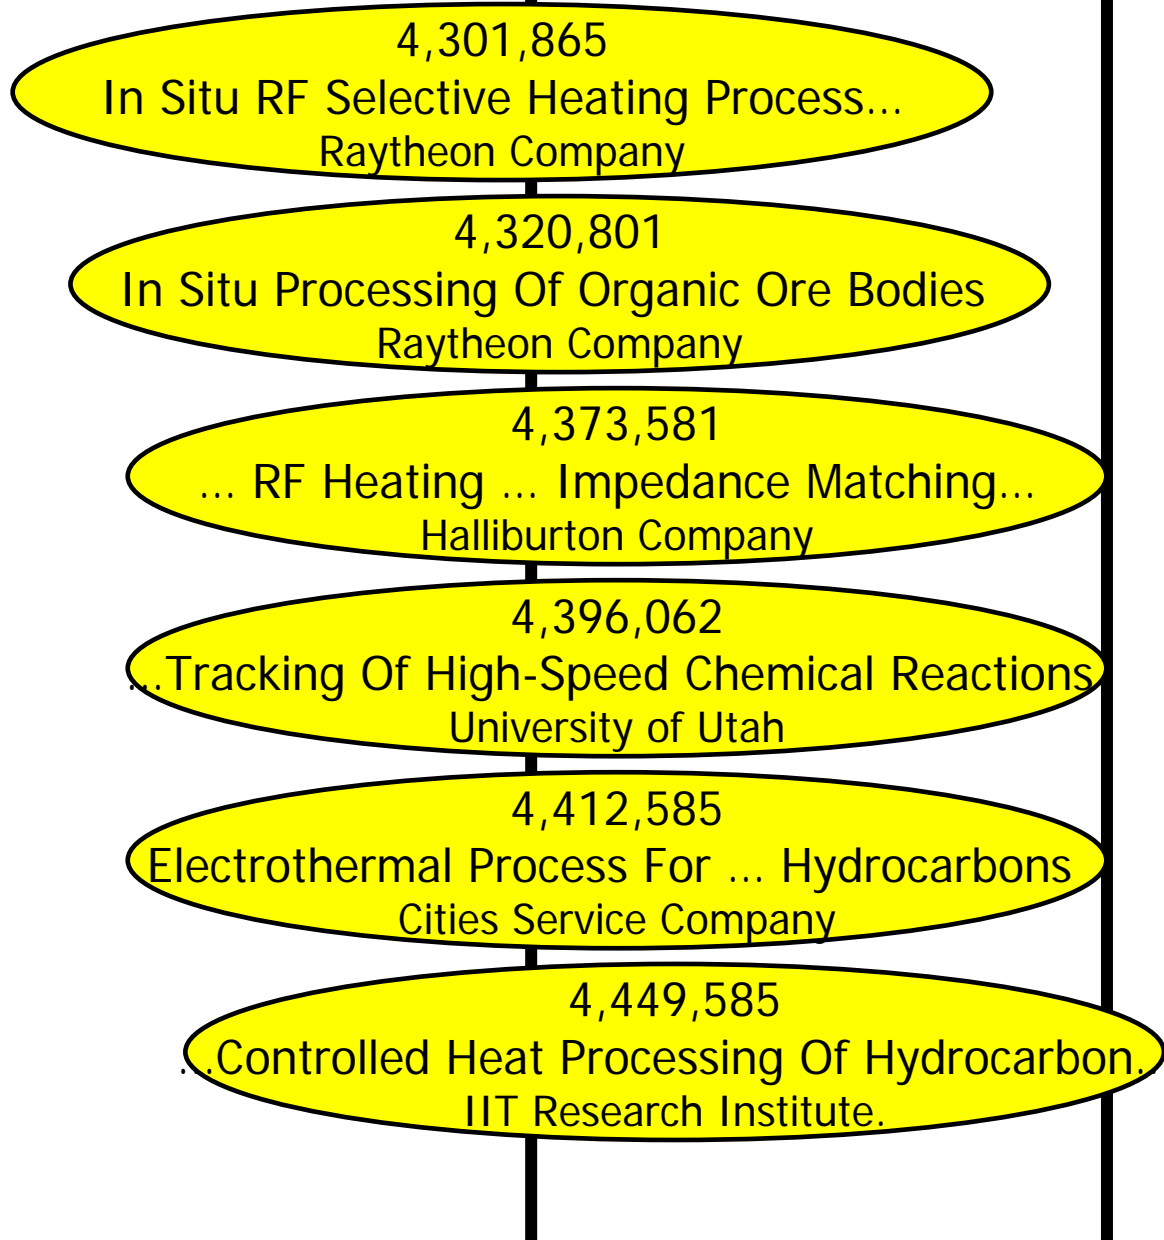 4,301,865
In Situ RF Selective Heating Process...
Raytheon Company
4,320,801
In Situ Processing Of Organic Ore Bodies
Raytheon Company
4,373,581
... RF Heating ... Impedance Matching...
Halliburton Company
4,396,062
...Tracking Of High-Speed Chemical Reactions
University of Utah
4,412,585
Electrothermal Process For ... Hydrocarbons
Cities Service Company
4,449,585
...Controlled Heat Processing Of Hydrocarbon...
IIT Research Institute.